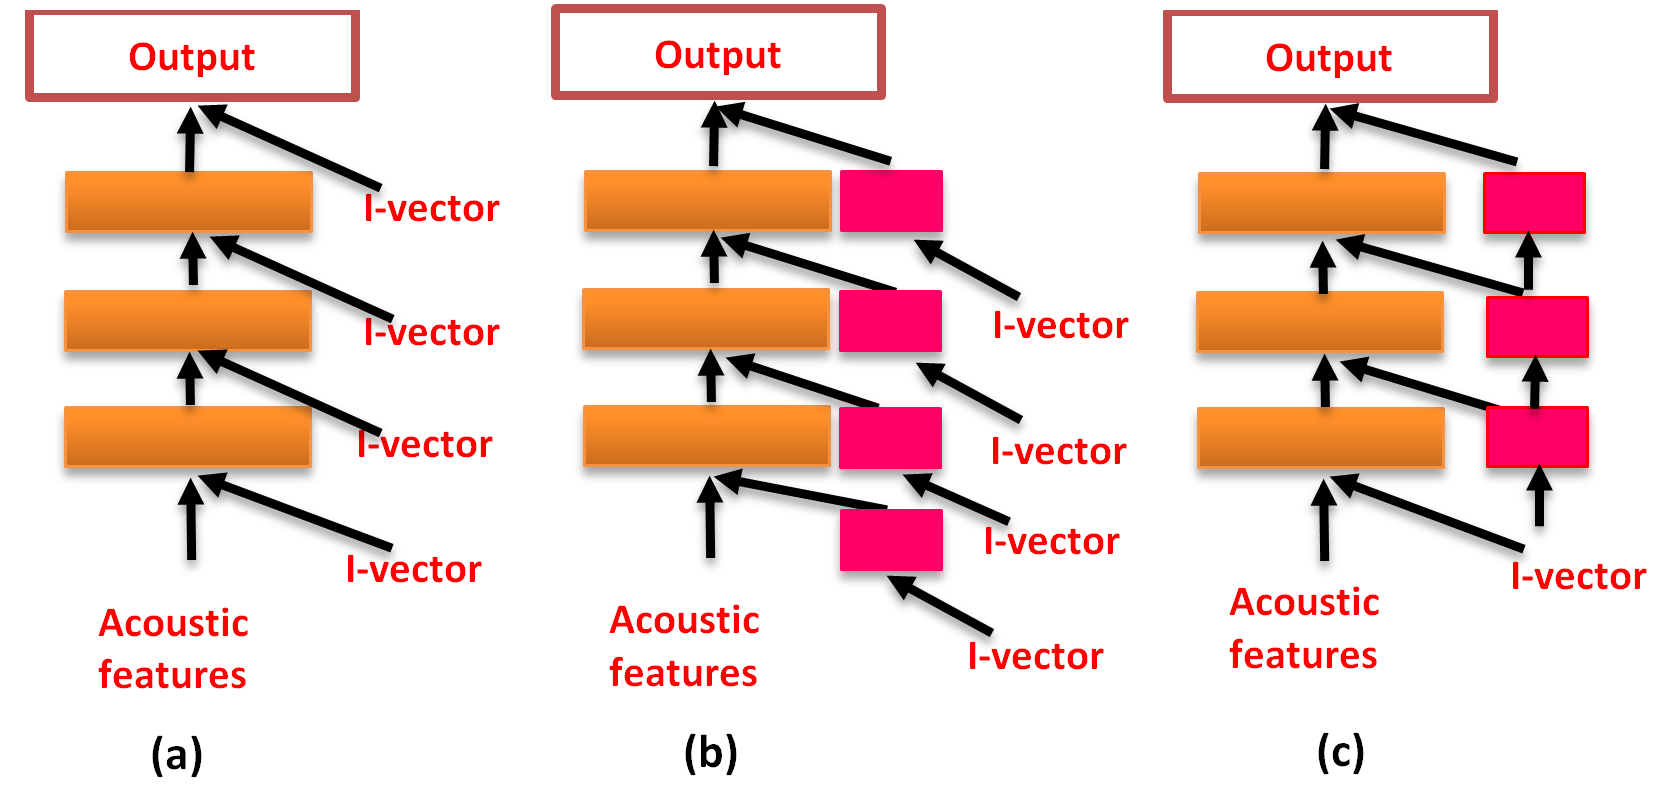 Output
I-vector
I-vector
I-vector
I-vector
Acoustic
features
(a)
Output
I-vector
I-vector
I-vector
I-vector
Acoustic
features
(b)
Output
I-vector
Acoustic
features
(c)